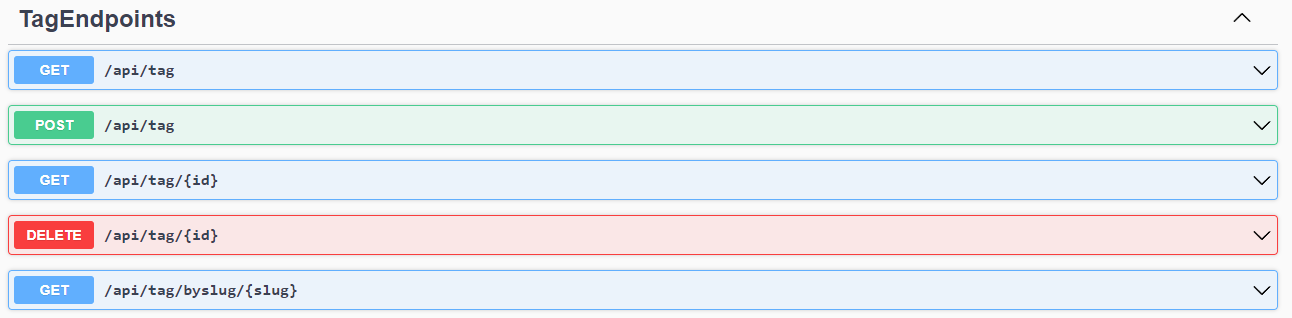 TagEndpoints
GET /api/tag
POST /api/tag
GET /api/tag/{id}
DELETE /api/tag/{id}
GET /api/tag/byslug/{slug}